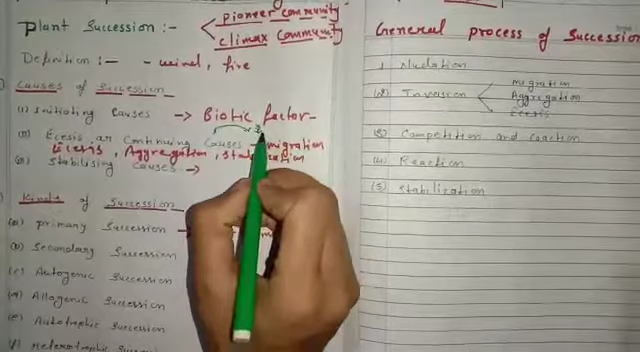 Plant Succession :-
pioneer community
climax community
Definition :- - wind, fire
Causes of Succession
(i) Initiating Causes -> Biotic factor-
(ii) Ecesis or Continuing Causes - migration
Ecesis, Aggregation,
(iii) Stabilising Causes ->
Kinds of Succession
(a) primary Succession
(b) Secondary Succession
(c) Autogenic Succession
(d) Allogenic Succession
(e) Autotrophic Succession
(f) Heterotrophic
General process of Succession
1. Nudation
(2) Invasion
migration
Aggregation
Ecesis
(3) Competition and coaction
(4) Reaction
(5) Stabilization